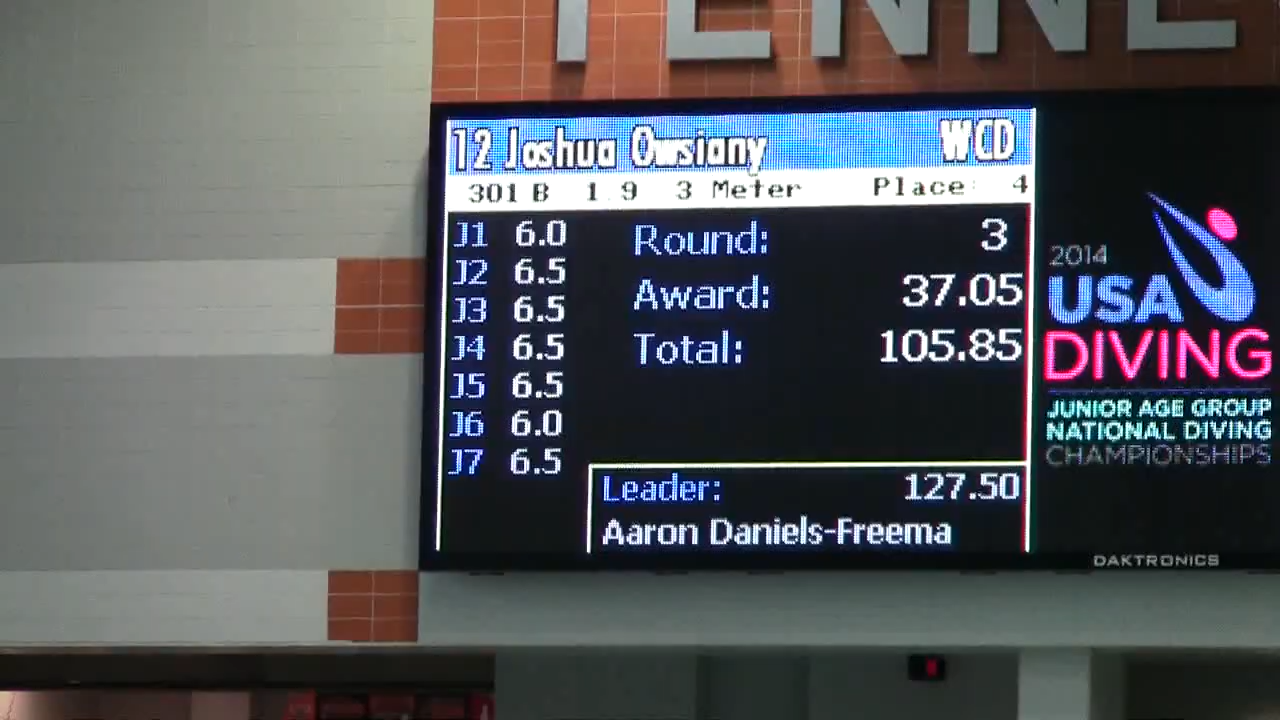 TENNE
12 Joshua Owsiany WCD
301 B 1.9 3 Meter Place: 4
J1 6.0
J2 6.5
J3 6.5
J4 6.5
J5 6.5
J6 6.0
J7 6.5
Round: 3
Award: 37.05
Total: 105.85
Leader: 127.50
Aaron Daniels-Freema
2014
USA
DIVING
JUNIOR AGE GROUP
NATIONAL DIVING
CHAMPIONSHIPS
DAKTRONICS